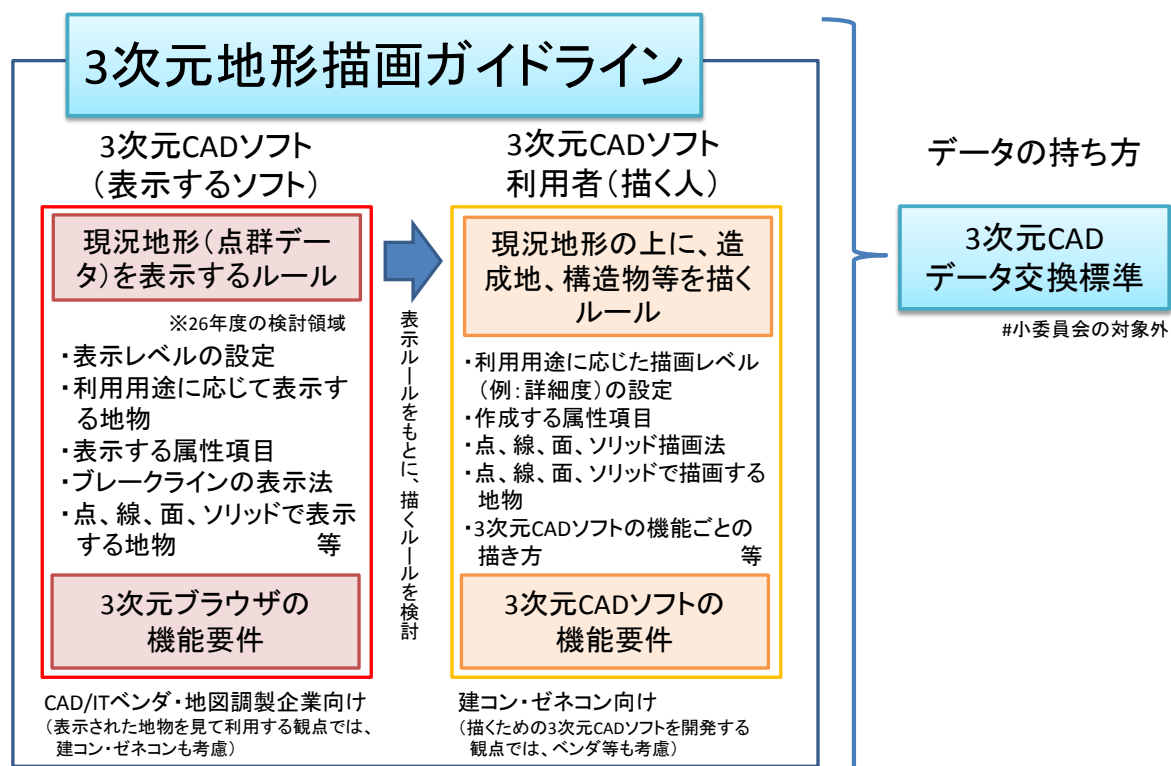 3次元地形描画ガイドライン
3次元CADソフト
（表示するソフト）
現況地形（点群デー
タ）を表示するルール
※26年度の検討領域
・表示レベルの設定
・利用用途に応じて表示す
る地物
・表示する属性項目
・ブレークラインの表示法
・点、線、面、ソリッドで表示
する地物　等
3次元ブラウザの
機能要件
CAD/ITベンダ・地図調製企業向け
（表示された地物を見て利用する観点では、
建コン・ゼネコンも考慮）
表示ルールをもとに、描くルールを検討
3次元CADソフト
利用者（描く人）
現況地形の上に、造
成地、構造物等を描く
ルール
・利用用途に応じた描画レベル
（例：詳細度）の設定
・作成する属性項目
・点、線、面、ソリッド描画法
・点、線、面、ソリッドで描画する
地物
・3次元CADソフトの機能ごとの
描き方　等
3次元CADソフトの
機能要件
建コン・ゼネコン向け
（描くための3次元CADソフトを開発する
観点では、ベンダ等も考慮）
データの持ち方
3次元CAD
データ交換標準
#小委員会の対象外